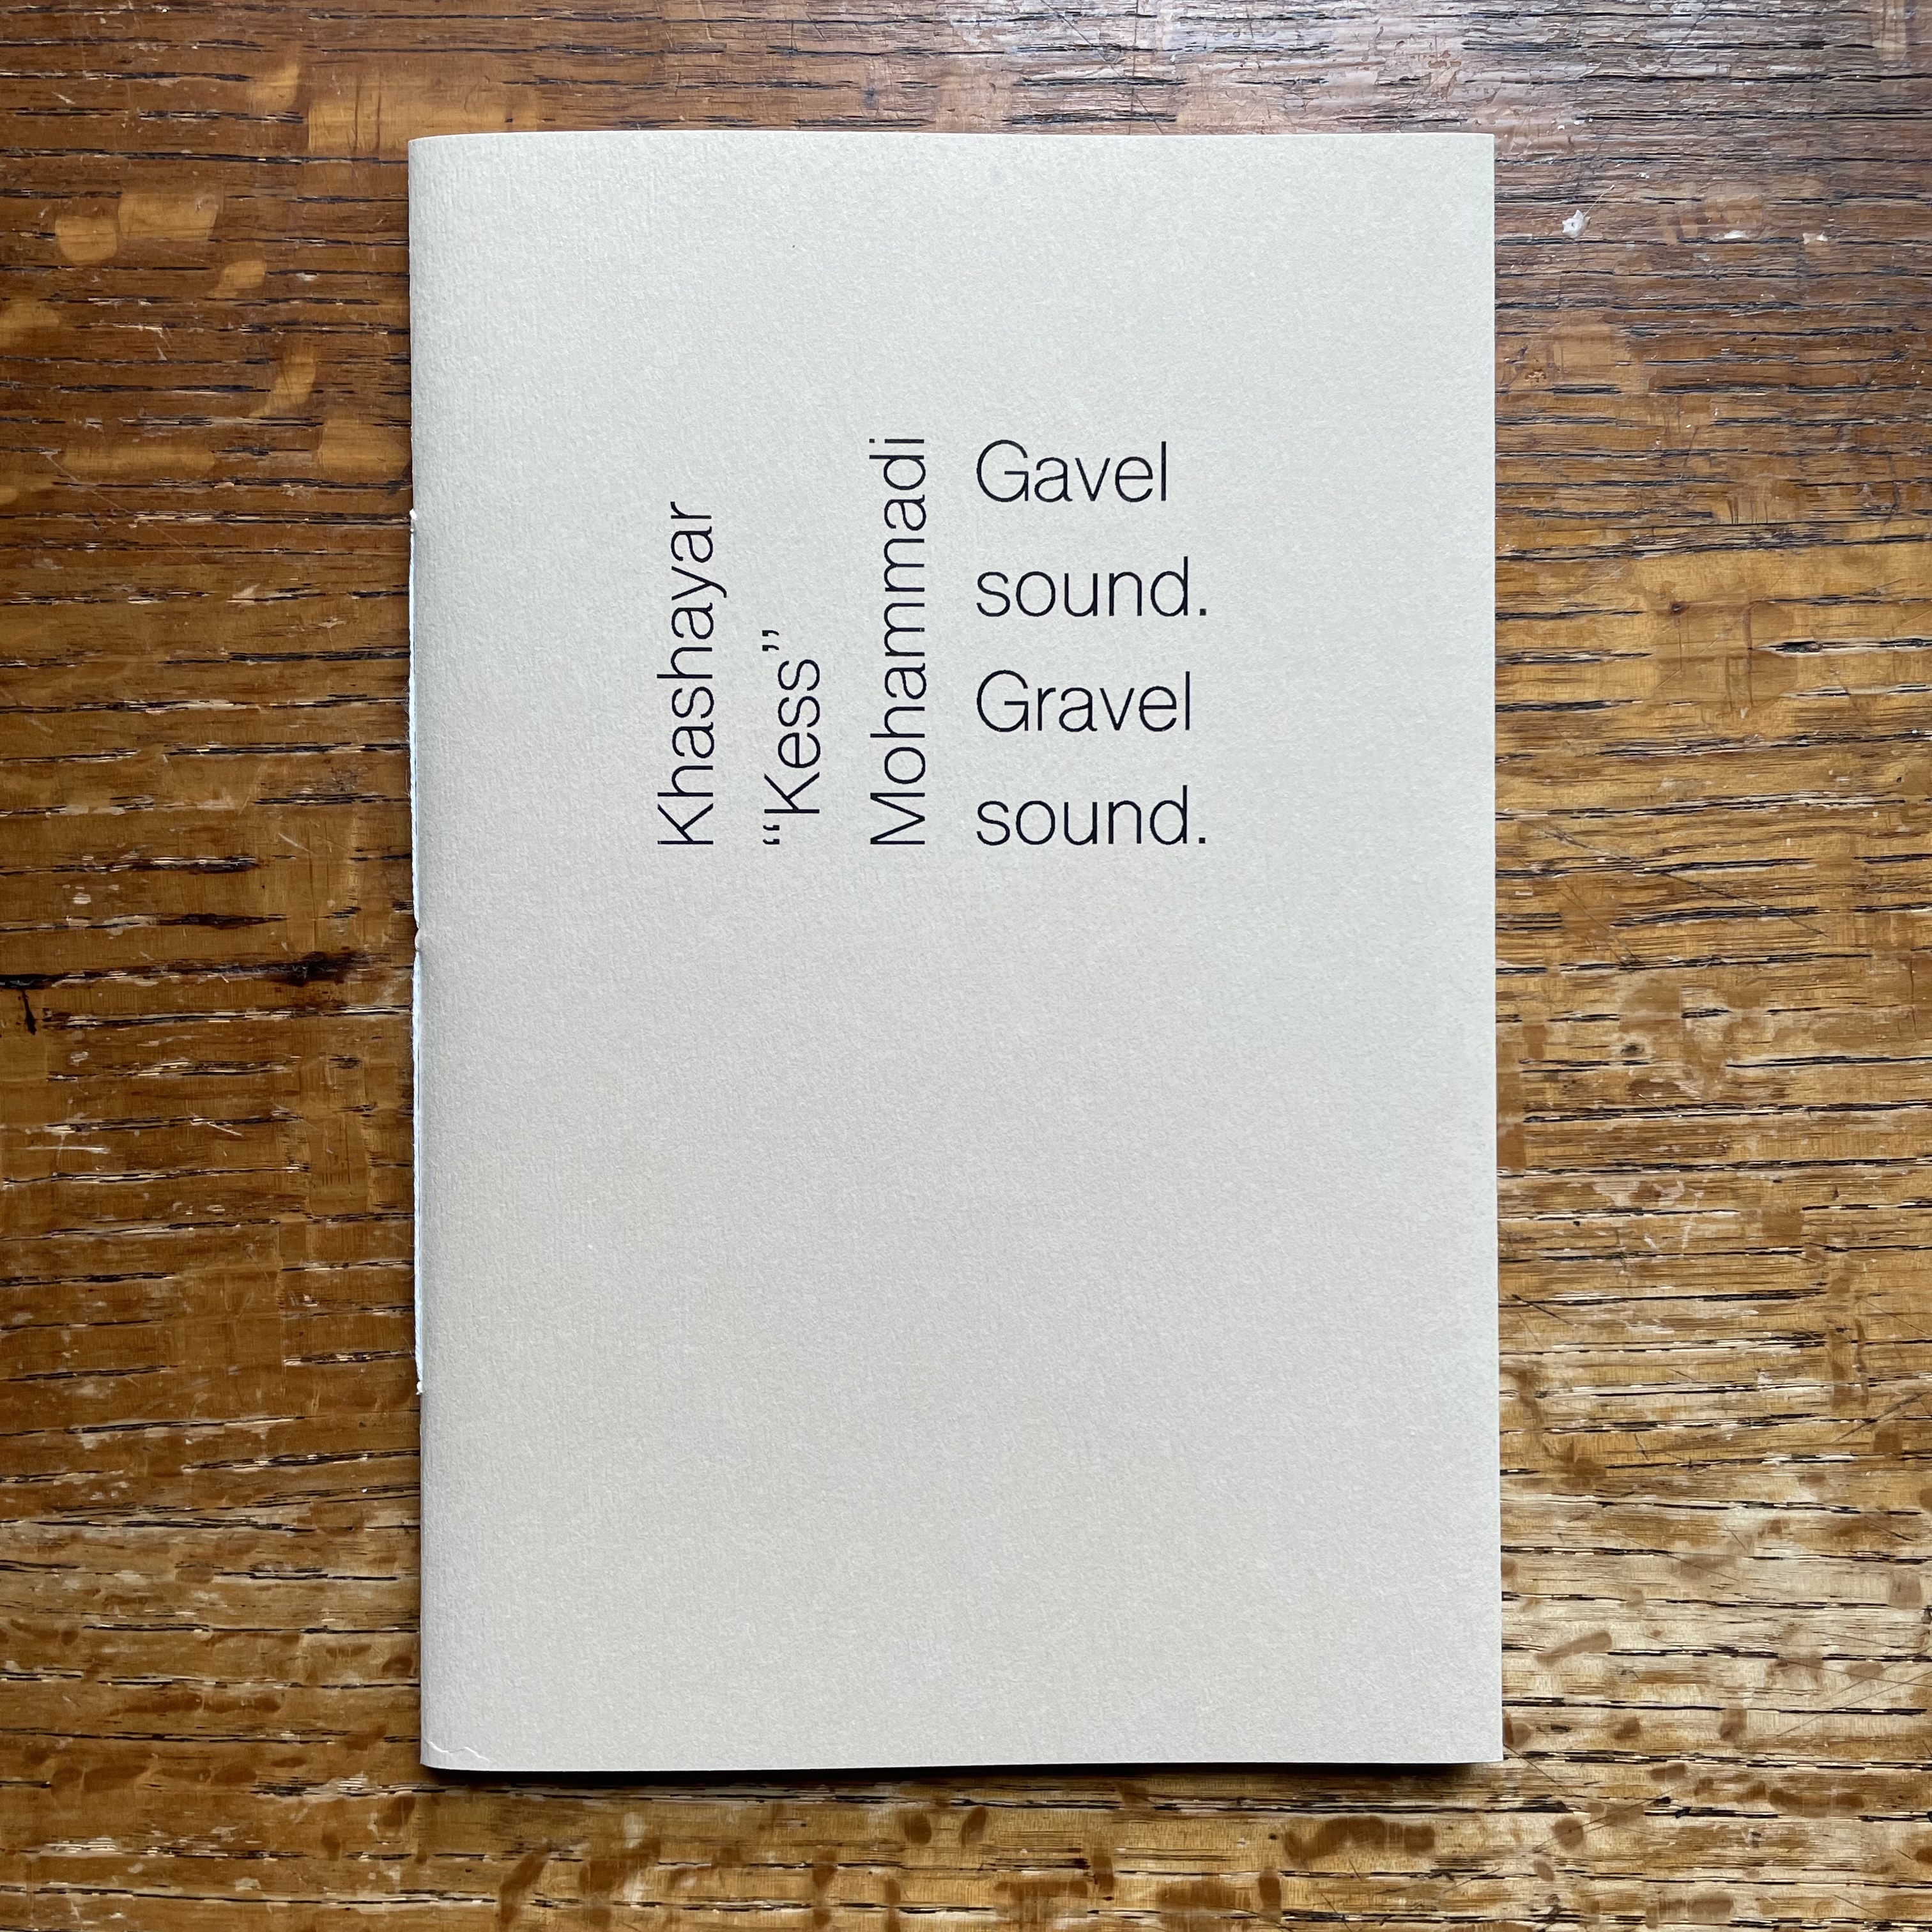 Khashayar
“Kess”
Mohammadi
Gavel
sound.
Gravel
sound.